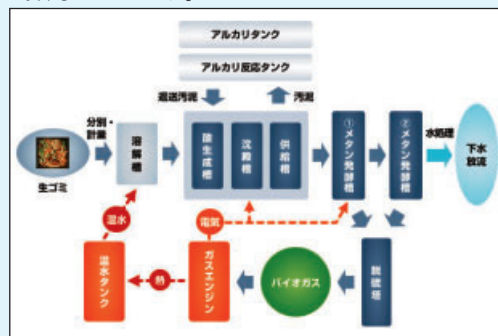 アルカリタンク
アルカリ反応タンク
返送汚泥
汚泥
分別・
計量
生ゴミ
溶解槽
酸生成槽
沈殿槽
供給槽
①メタン発酵槽
②メタン発酵槽
水処理
下水
放流
温水
電気
温水タンク
熱
ガスエンジン
バイオガス
脱硫塔